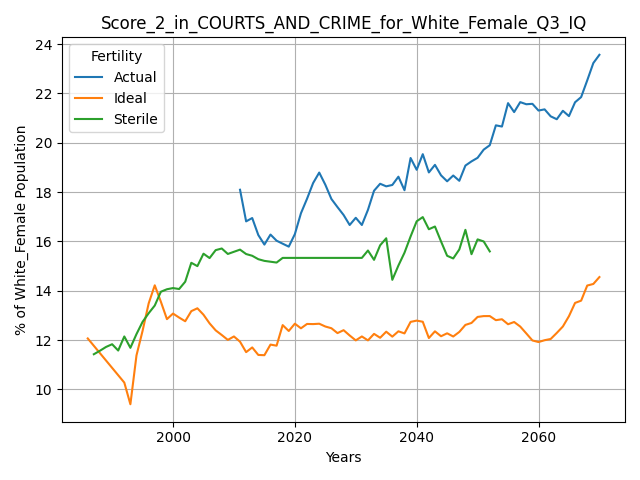 Score_2_in_COURTS_AND_CRIME_for_White_Female_Q3_IQ
Fertility
Actual
Ideal
Sterile
% of White_Female Population
24
22
20
18
16
14
12
10
2000
2020
2040
2060
Years